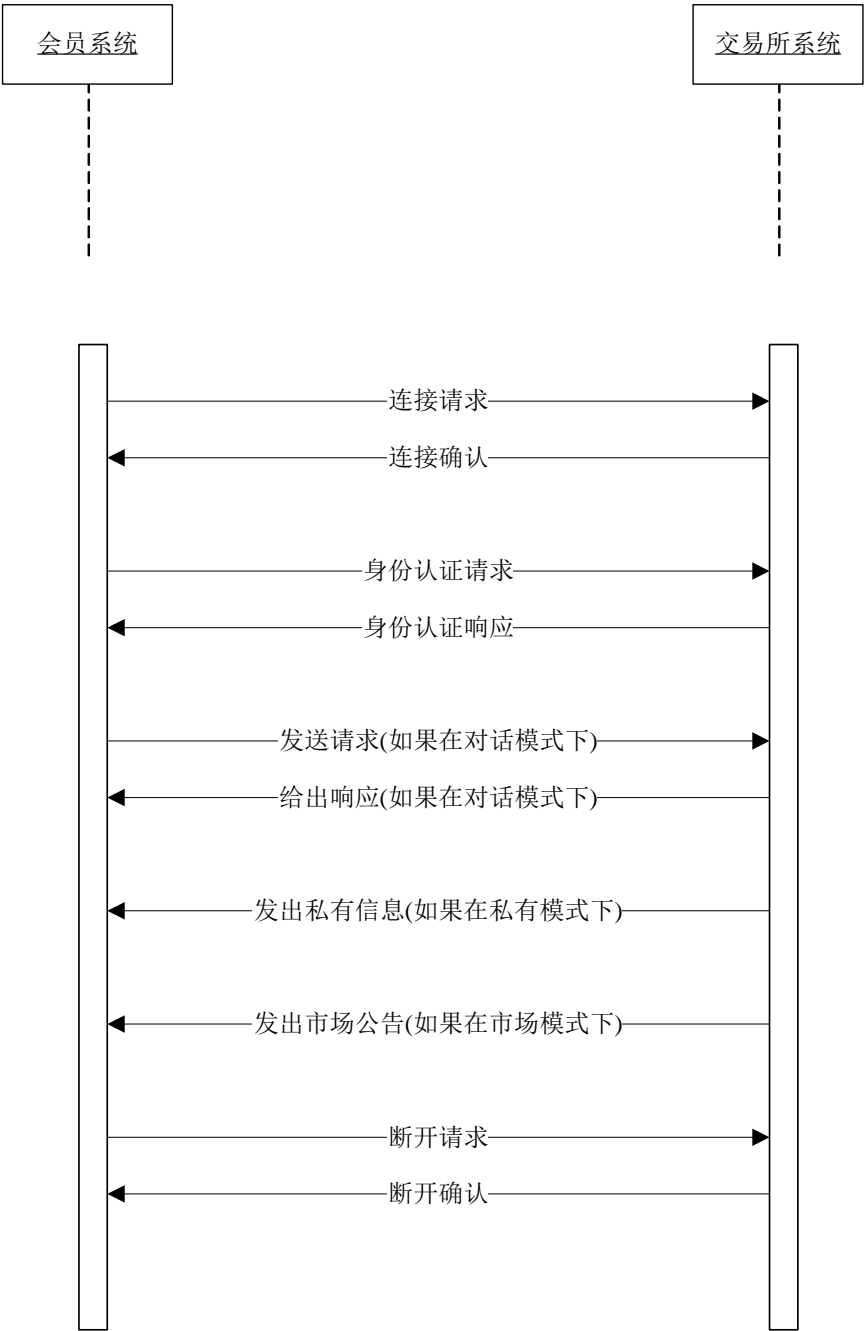 会员系统
交易所系统
连接请求
连接确认
身份认证请求
身份认证响应
发送请求(如果在对话模式下)
给出响应(如果在对话模式下)
发出私有信息(如果在私有模式下)
发出市场公告(如果在市场模式下)
断开请求
断开确认